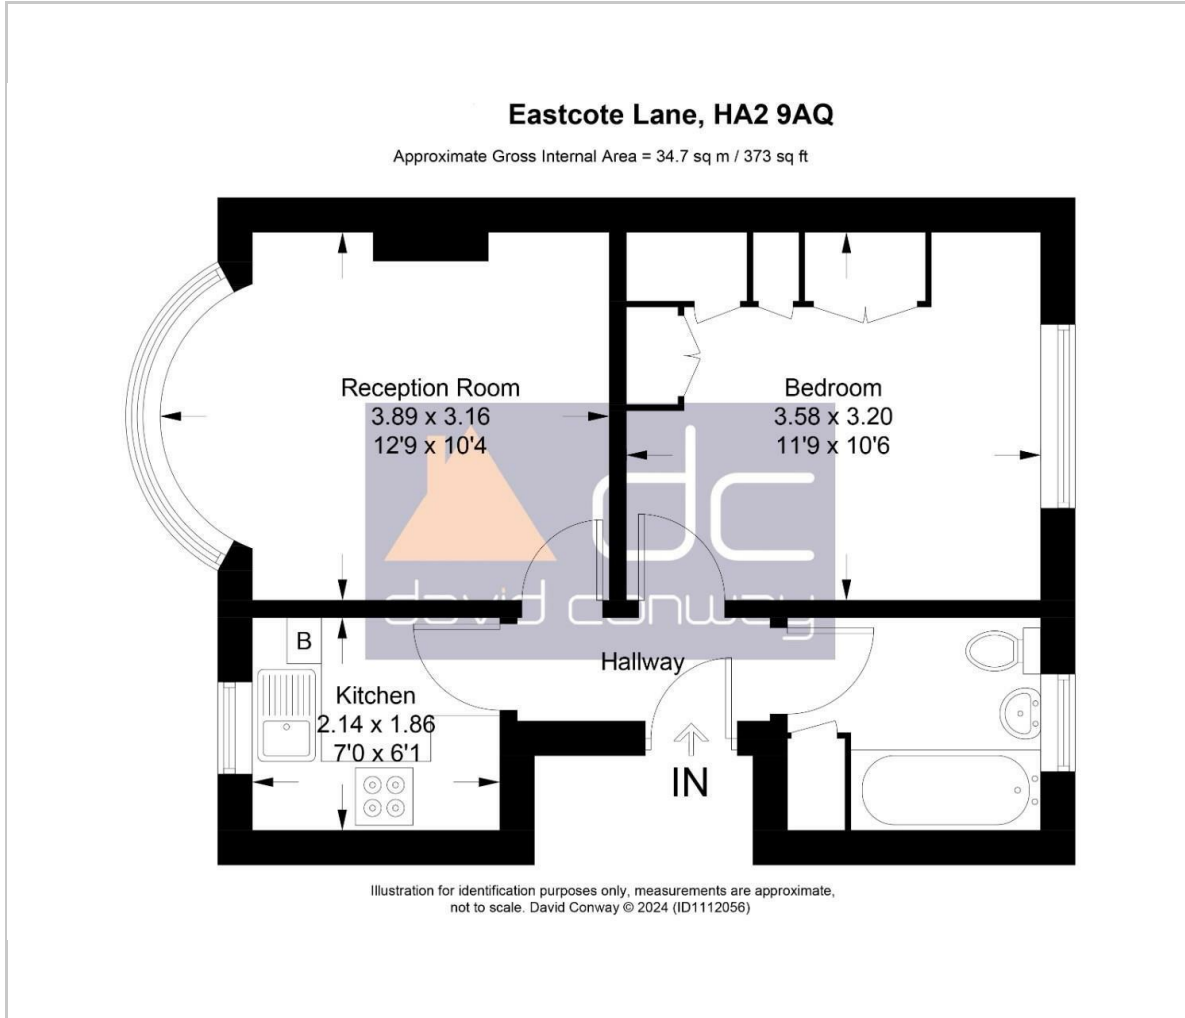 Eastcote Lane, HA2 9AQ
Approximate Gross Internal Area = 34.7 sq m / 373 sq ft
Reception Room
3.89 x 3.16
12'9 x 10'4
Bedroom
3.58 x 3.20
11'9 x 10'6
dc
david conway
Hallway
B
Kitchen
2.14 x 1.86
7'0 x 6'1
IN
Illustration for identification purposes only, measurements are approximate,
not to scale. David Conway © 2024 (ID1112056)